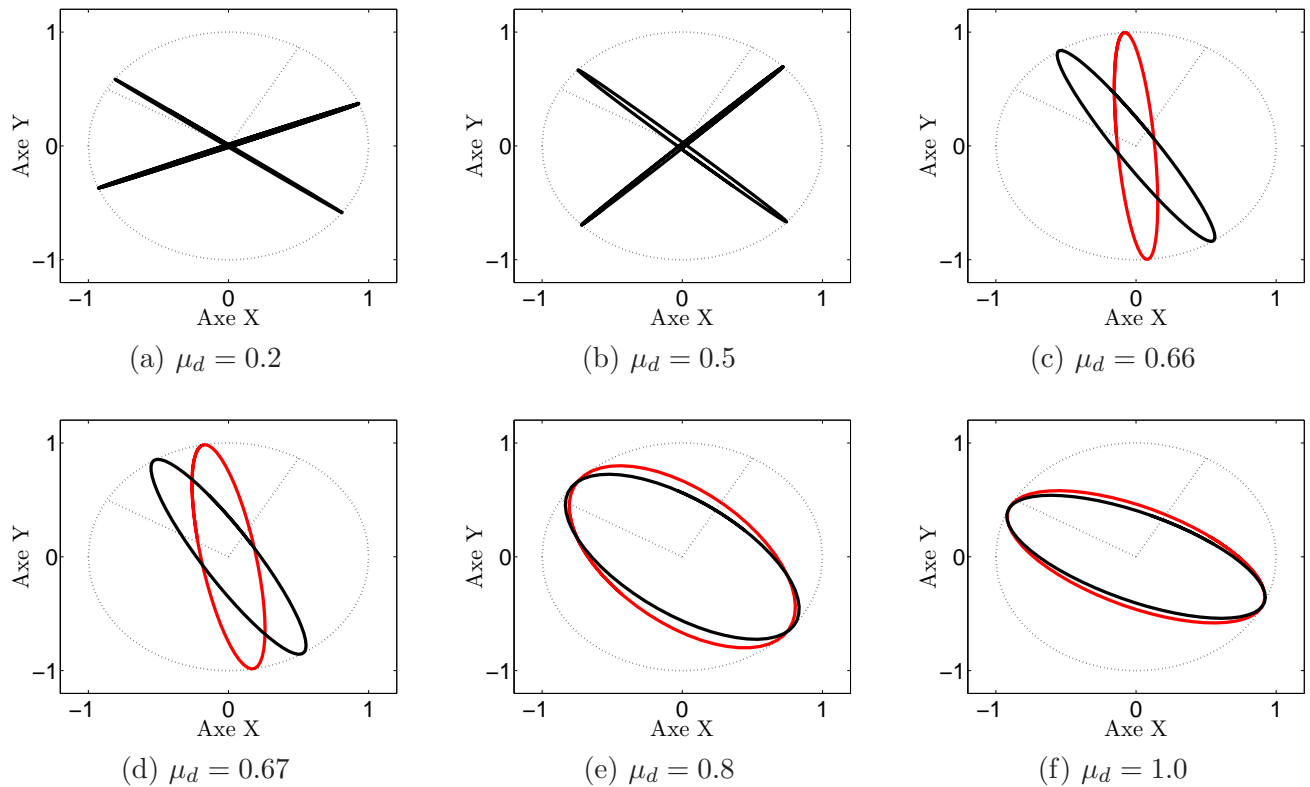 1
0
−1
Axe Y
−1 0 1
Axe X
(a) μ_d = 0.2
1
0
−1
Axe Y
−1 0 1
Axe X
(b) μ_d = 0.5
1
0
−1
Axe Y
−1 0 1
Axe X
(c) μ_d = 0.66
1
0
−1
Axe Y
−1 0 1
Axe X
(d) μ_d = 0.67
1
0
−1
Axe Y
−1 0 1
Axe X
(e) μ_d = 0.8
1
0
−1
Axe Y
−1 0 1
Axe X
(f) μ_d = 1.0